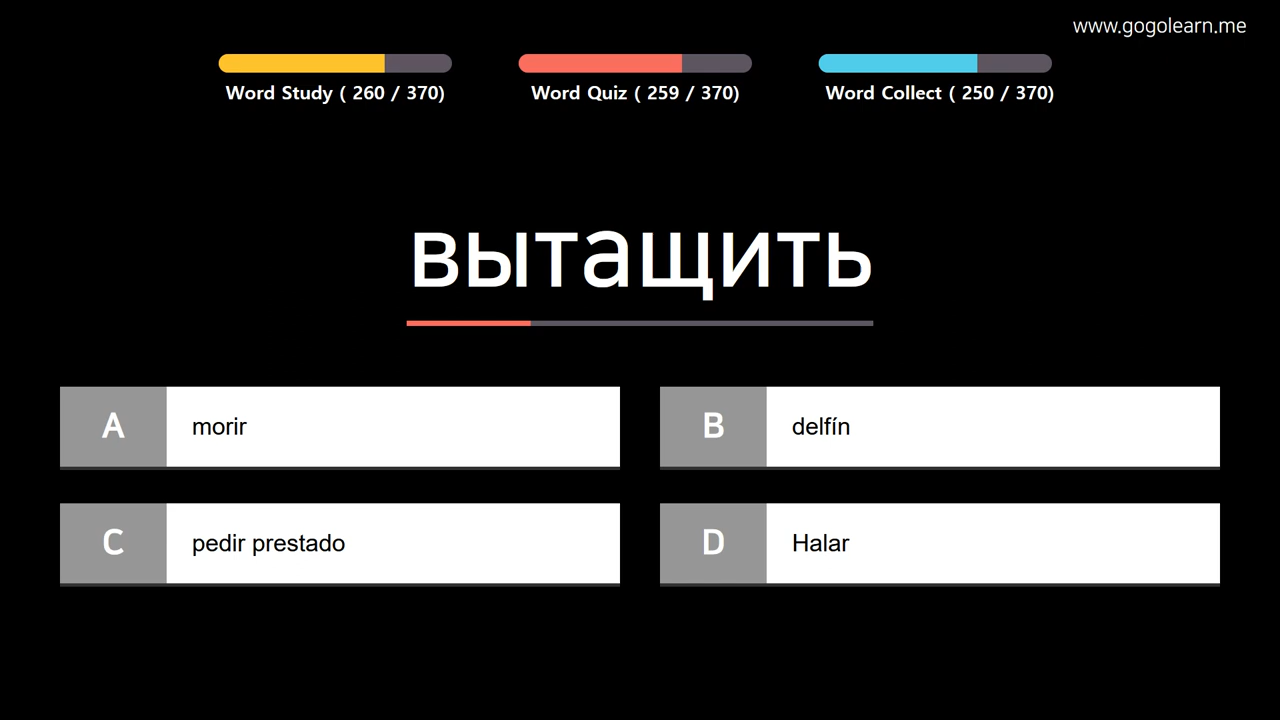 www.gogolearn.me
Word Study ( 260 / 370)
Word Quiz ( 259 / 370)
Word Collect ( 250 / 370)
вытащить
A morir
B delfín
C pedir prestado
D Halar